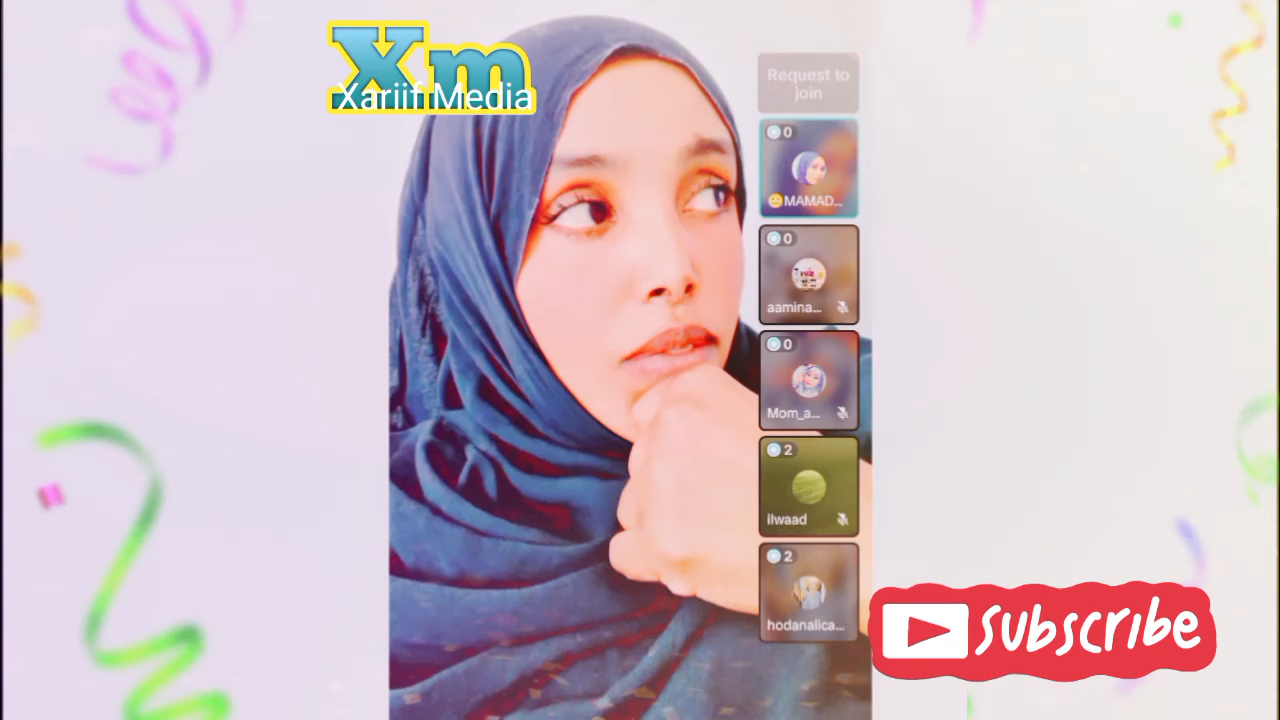 Xm
Xariif Media
Request to
join
0
MAMAD...
0
aamina...
0
Mom_a...
2
ilwaad
2
hodanalica...
Subscribe